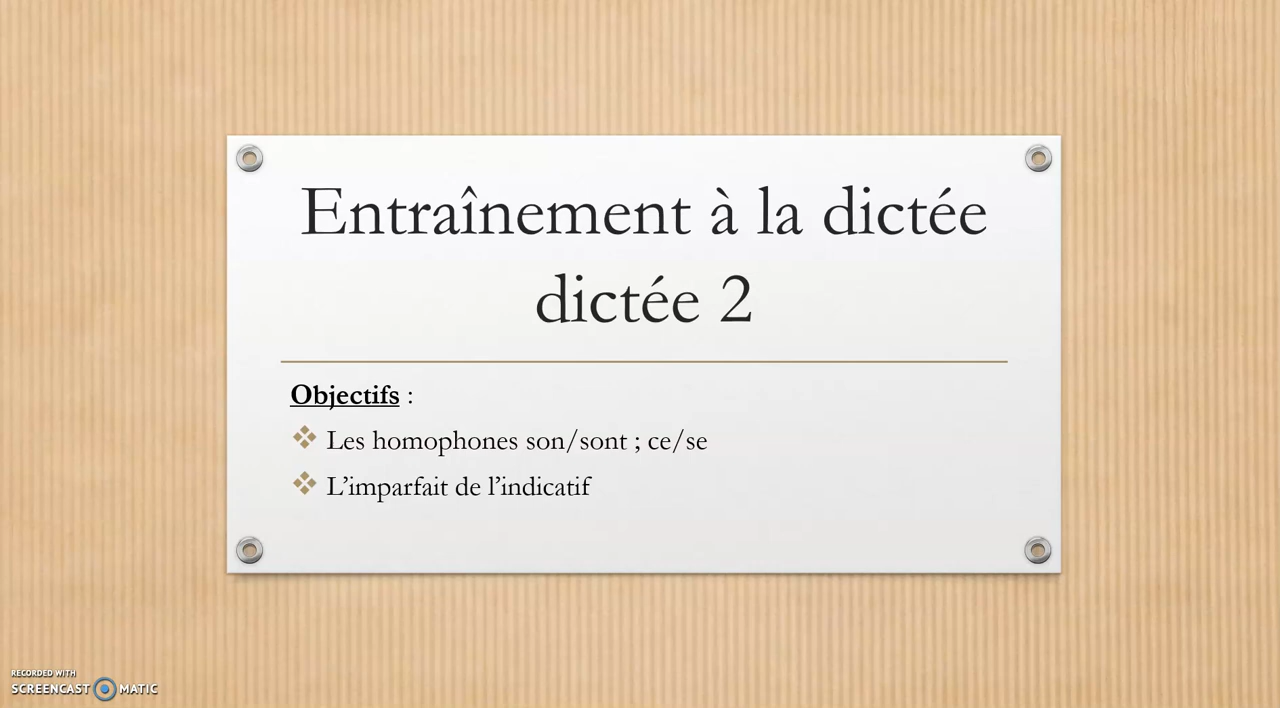 Entraînement à la dictée
dictée 2
Objectifs :
Les homophones son/sont ; ce/se
L’imparfait de l’indicatif
RECORDED WITH
SCREENCAST MATIC